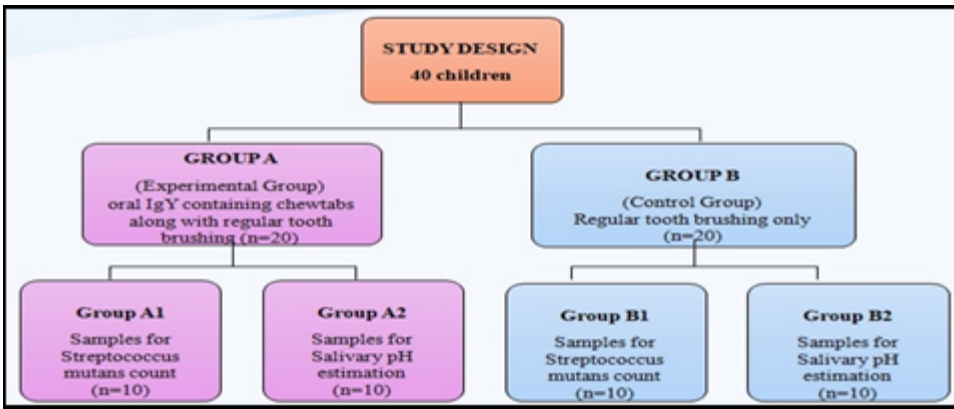 STUDY DESIGN
40 children
GROUP A
(Experimental Group)
oral IgY containing chewtabs
along with regular tooth
brushing (n=20)
GROUP B
(Control Group)
Regular tooth brushing only
(n=20)
Group A1
Samples for
Streptococcus
mutans count
(n=10)
Group A2
Samples for
Salivary pH
estimation
(n=10)
Group B1
Samples for
Streptococcus
mutans count
(n=10)
Group B2
Samples for
Salivary pH
estimation
(n=10)